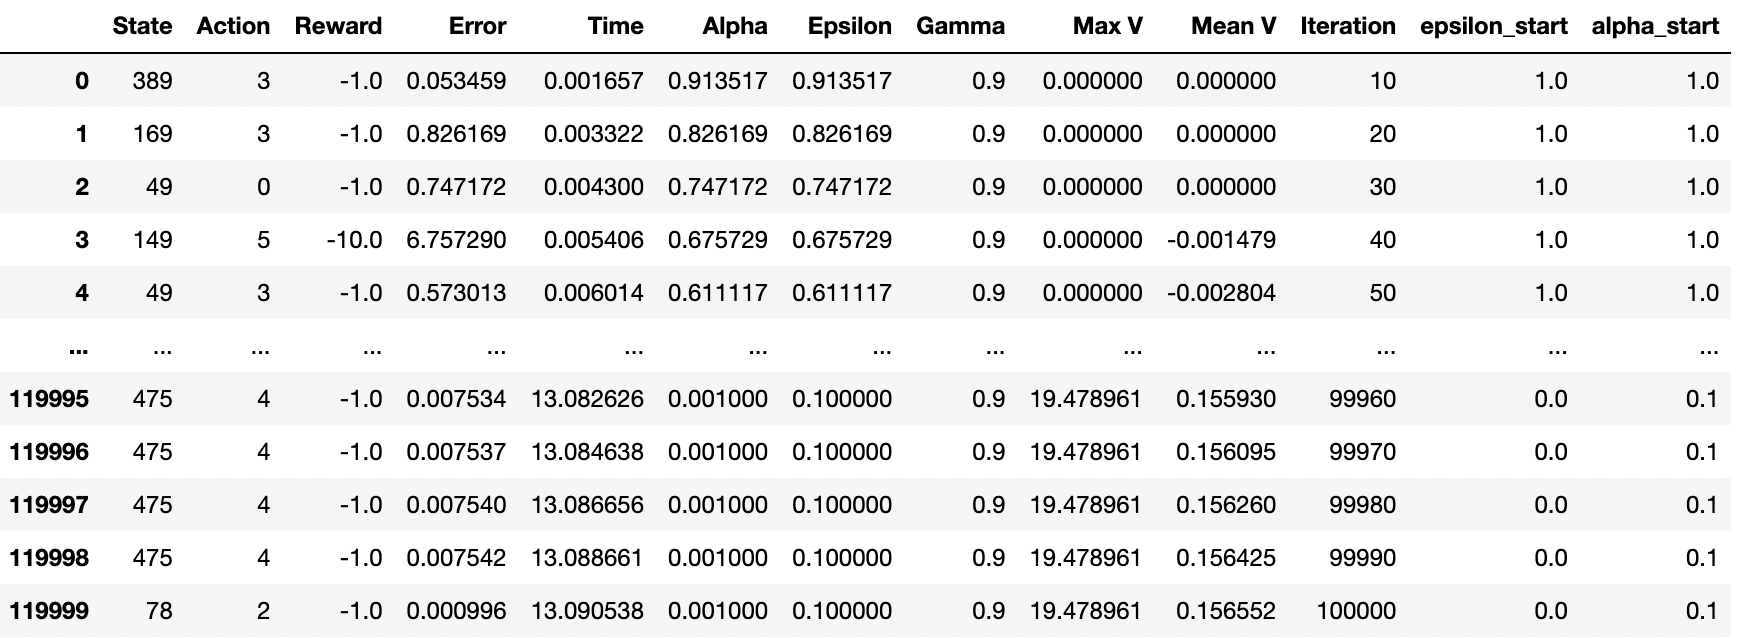 State Action Reward Error Time Alpha Epsilon Gamma Max V Mean V Iteration epsilon_start alpha_start
0 389 3 -1.0 0.053459 0.001657 0.913517 0.913517 0.9 0.000000 0.000000 10 1.0 1.0
1 169 3 -1.0 0.826169 0.003322 0.826169 0.826169 0.9 0.000000 0.000000 20 1.0 1.0
2 49 0 -1.0 0.747172 0.004300 0.747172 0.747172 0.9 0.000000 0.000000 30 1.0 1.0
3 149 5 -10.0 6.757290 0.005406 0.675729 0.675729 0.9 0.000000 -0.001479 40 1.0 1.0
4 49 3 -1.0 0.573013 0.006014 0.611117 0.611117 0.9 0.000000 -0.002804 50 1.0 1.0
... ... ... ... ... ... ... ... ... ... ... ... ... ...
119995 475 4 -1.0 0.007534 13.082626 0.001000 0.100000 0.9 19.478961 0.155930 99960 0.0 0.1
119996 475 4 -1.0 0.007537 13.084638 0.001000 0.100000 0.9 19.478961 0.156095 99970 0.0 0.1
119997 475 4 -1.0 0.007540 13.086656 0.001000 0.100000 0.9 19.478961 0.156260 99980 0.0 0.1
119998 475 4 -1.0 0.007542 13.088661 0.001000 0.100000 0.9 19.478961 0.156425 99990 0.0 0.1
119999 78 2 -1.0 0.000996 13.090538 0.001000 0.100000 0.9 19.478961 0.156552 100000 0.0 0.1